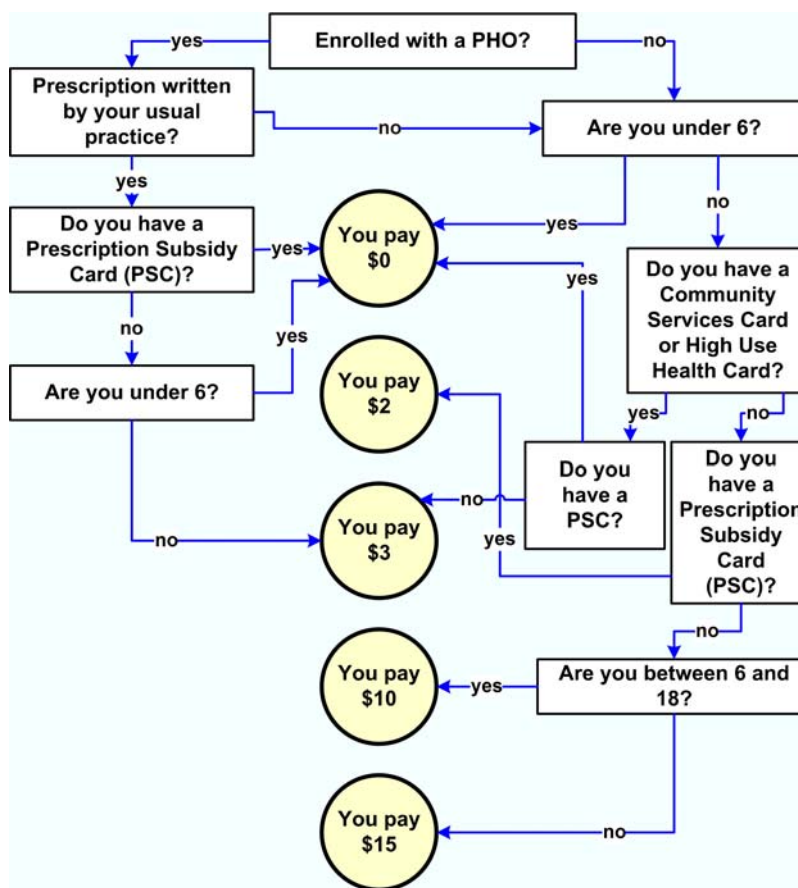 Enrolled with a PHO?
yes
no
Prescription written
by your usual
practice?
no
Are you under 6?
yes
no
yes
Do you have a
Prescription Subsidy
Card (PSC)?
yes
You pay
$0
Do you have a
Community
Services Card
or High Use
Health Card?
yes
no
yes
Are you under 6?
You pay
$2
yes
no
Do you
have a
PSC?
Do you
have a
Prescription
Subsidy
Card
(PSC)?
no
yes
no
You pay
$3
no
You pay
$10
yes
Are you between 6 and
18?
You pay
$15
no